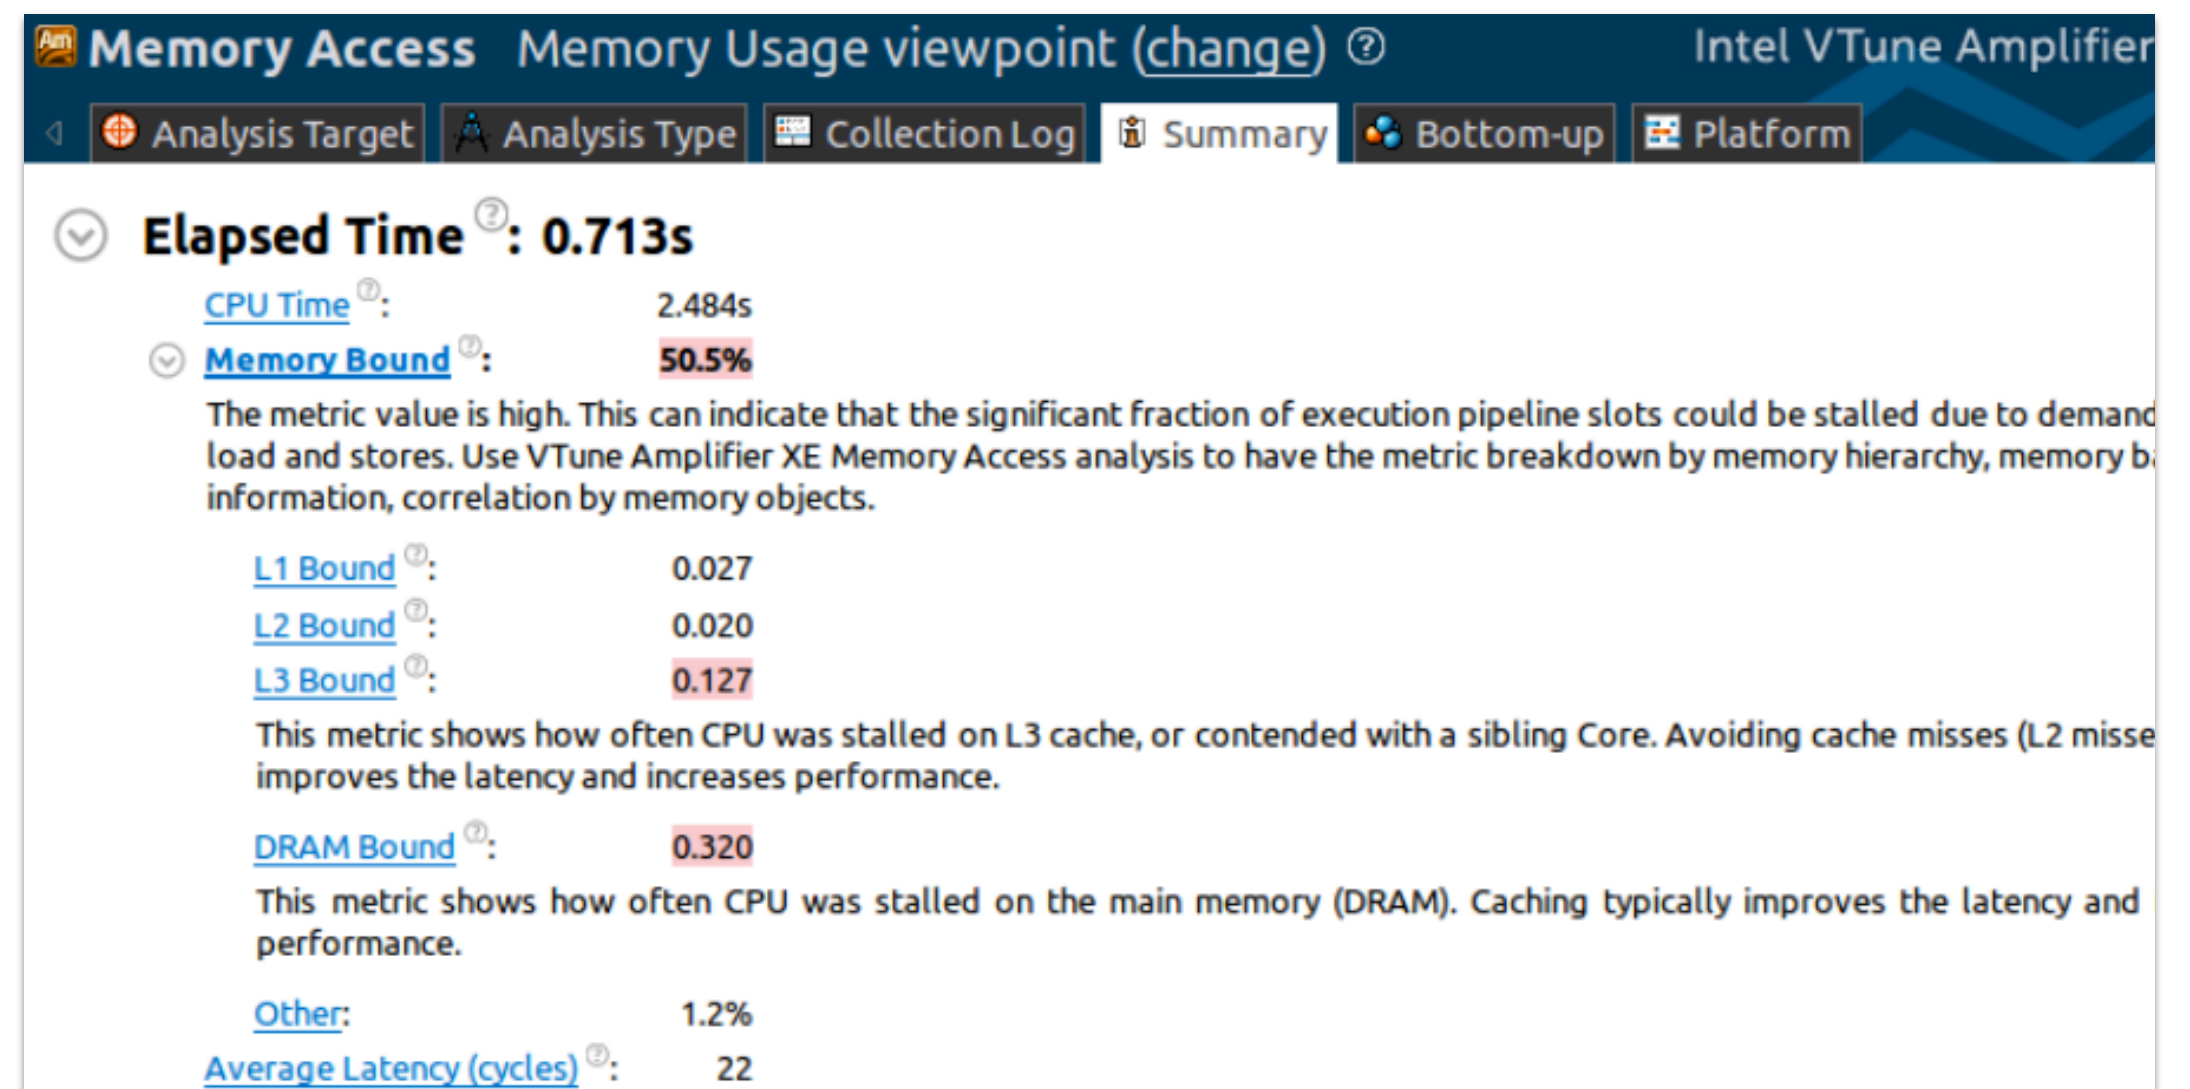 Am Memory Access Memory Usage viewpoint (change) ? Intel VTune Amplifier
Analysis Target Analysis Type Collection Log Summary Bottom-up Platform
Elapsed Time ?: 0.713s
CPU Time ?: 2.484s
Memory Bound ?: 50.5%
The metric value is high. This can indicate that the significant fraction of execution pipeline slots could be stalled due to demand
load and stores. Use VTune Amplifier XE Memory Access analysis to have the metric breakdown by memory hierarchy, memory
information, correlation by memory objects.
L1 Bound ?: 0.027
L2 Bound ?: 0.020
L3 Bound ?: 0.127
This metric shows how often CPU was stalled on L3 cache, or contended with a sibling Core. Avoiding cache misses (L2 misse
improves the latency and increases performance.
DRAM Bound ?: 0.320
This metric shows how often CPU was stalled on the main memory (DRAM). Caching typically improves the latency and
performance.
Other: 1.2%
Average Latency (cycles) ?: 22